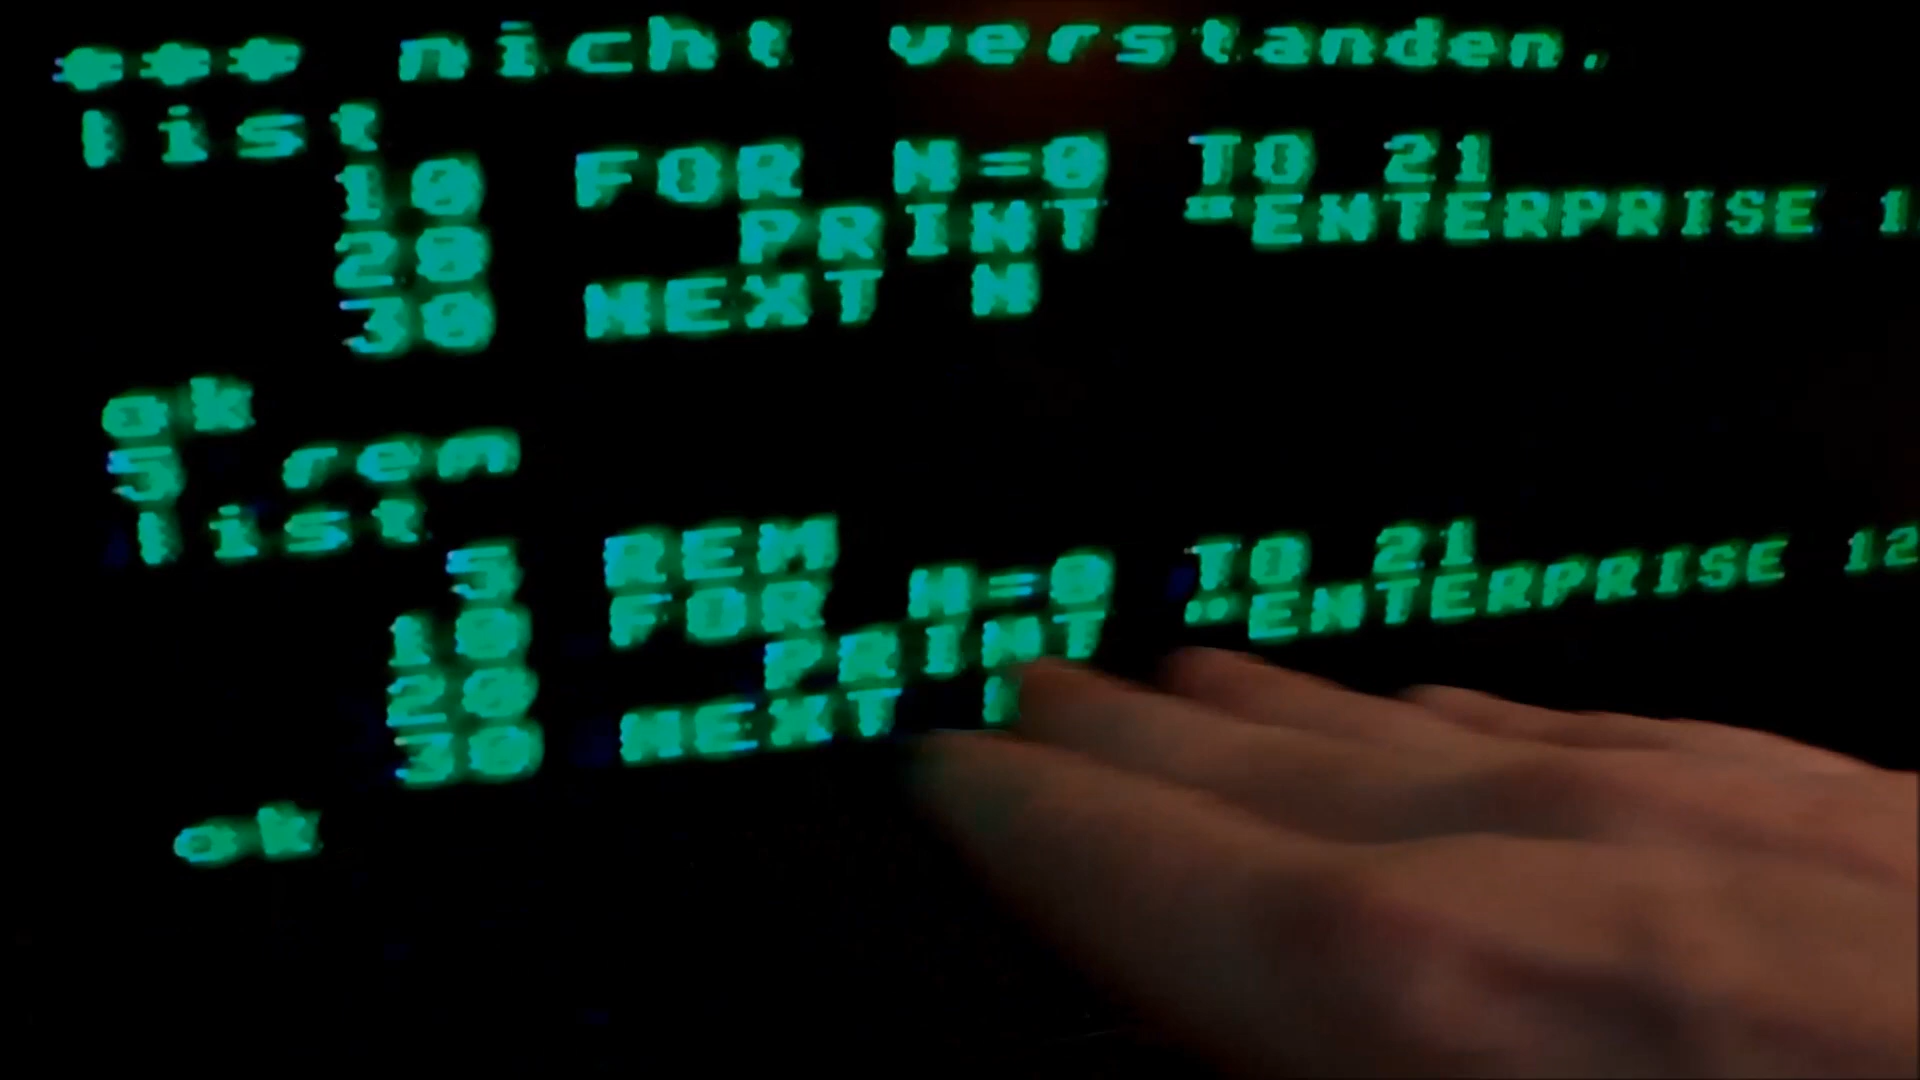 *** nicht verstanden.
list
10 FOR N=0 TO 21
20 PRINT "ENTERPRISE
30 NEXT N
ok
5 rem
list
5 REM
10 FOR N=0 TO 21
20 PRINT "ENTERPRISE 12
30 NEXT
ok